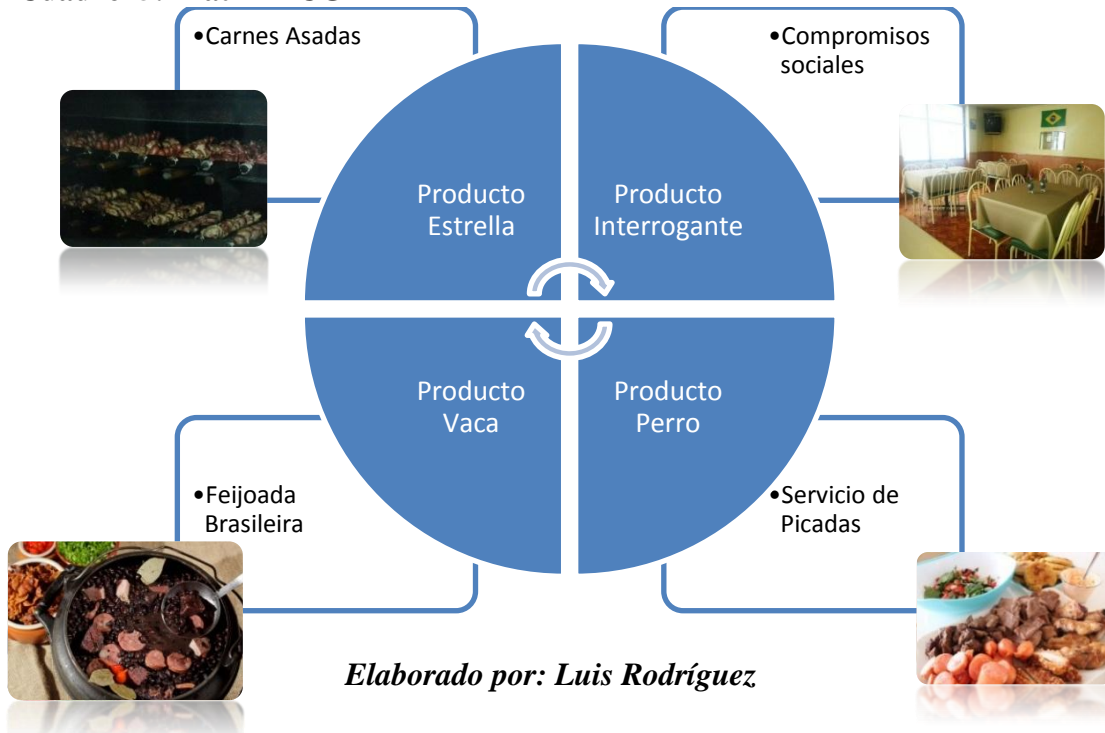 •Carnes Asadas
•Compromisos
sociales
Producto
Estrella
Producto
Interrogante
Producto
Vaca
Producto
Perro
•Feijoada
Brasileira
•Servicio de
Picadas
Elaborado por: Luis Rodríguez